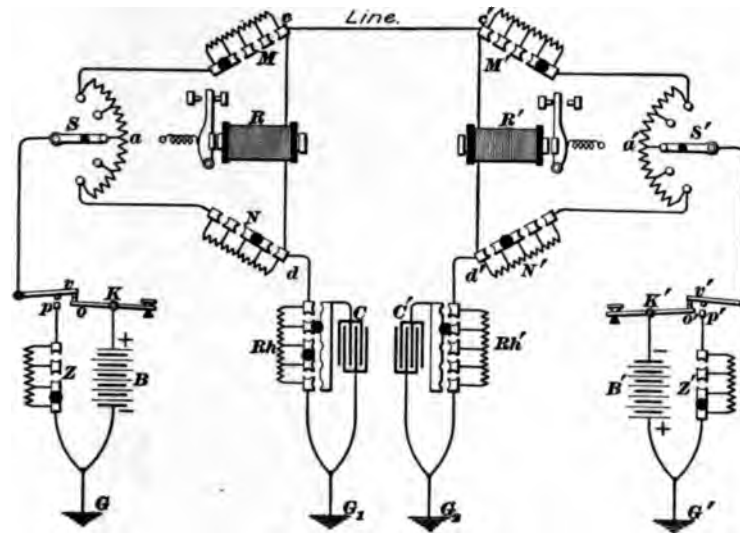 e Line. c'
M M'
R R'
S a a' S'
N N'
d d'
v K K' v'
p o o p'
C C'
+ −
Rh Rh'
Z B B' Z'
− +
G G₁ G₂ G'